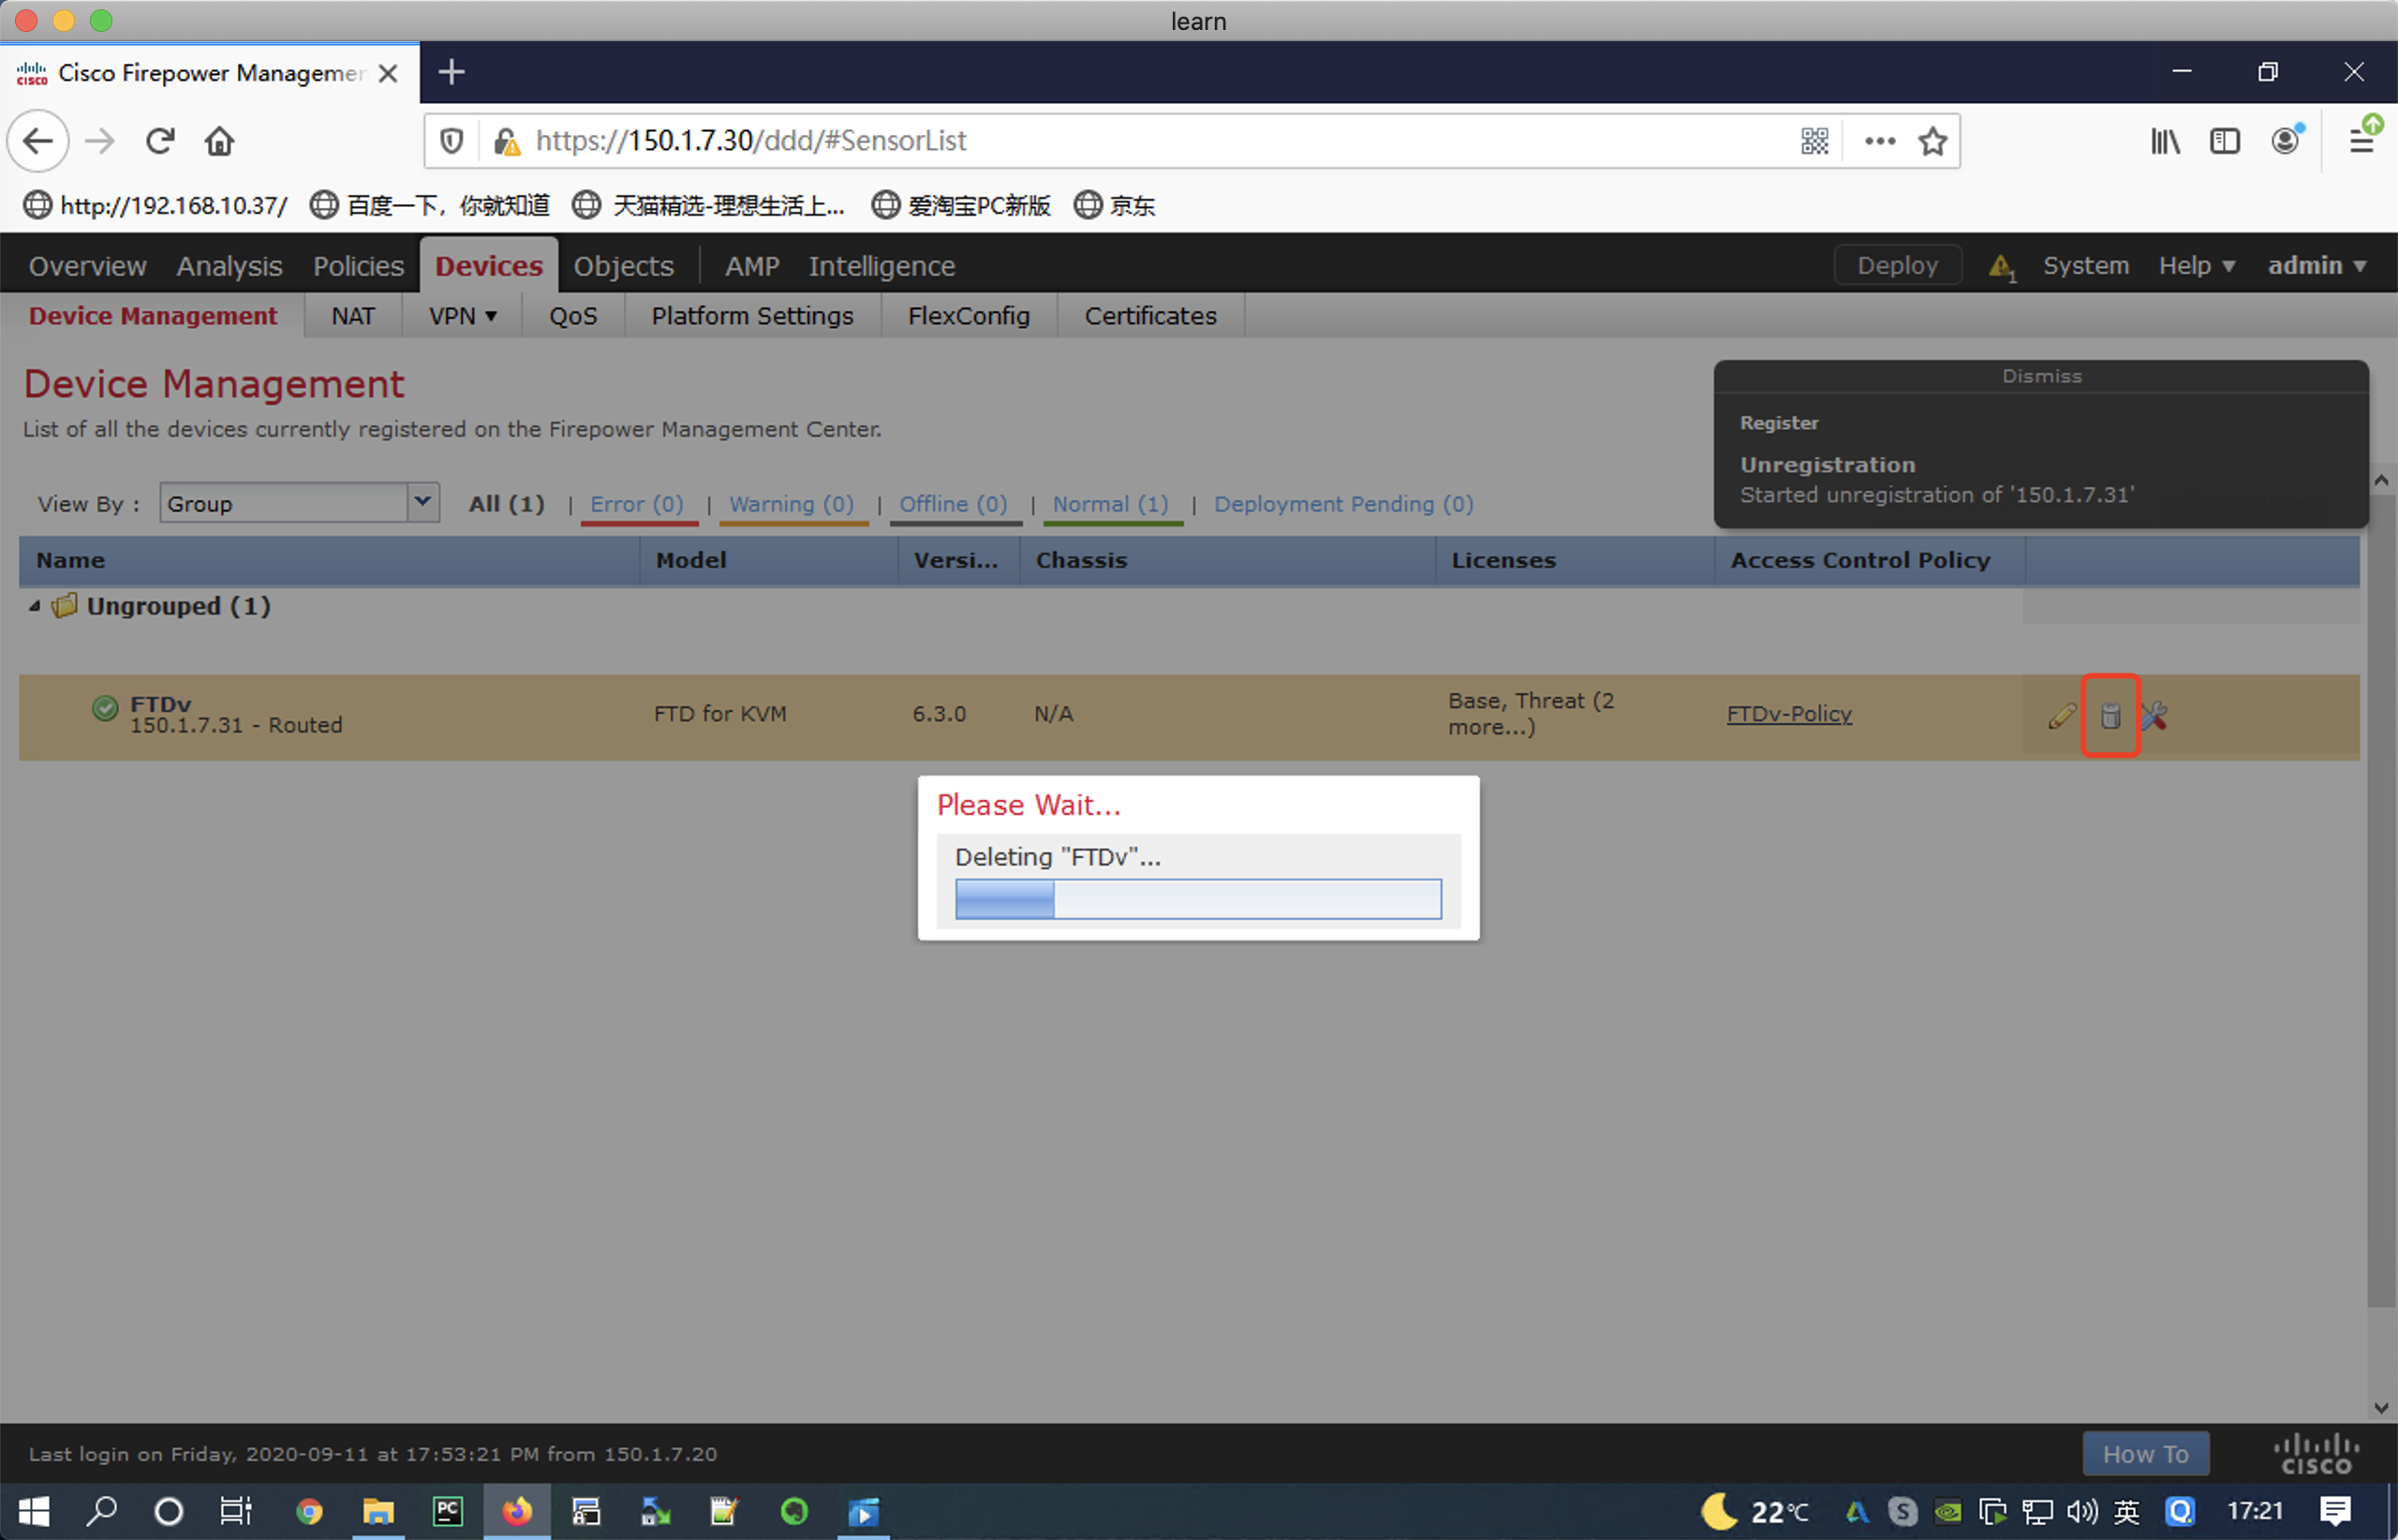 learn
Cisco Firepower Managemen
https://150.1.7.30/ddd/#SensorList
http://192.168.10.37/ 百度一下，你就知道 天猫精选-理想生活上... 爱淘宝PC新版 京东
Overview Analysis Policies Devices Objects AMP Intelligence Deploy 1 System Help admin
Device Management NAT VPN QoS Platform Settings FlexConfig Certificates
Device Management
List of all the devices currently registered on the Firepower Management Center.
Dismiss
Register
Unregistration
Started unregistration of '150.1.7.31'
View By : Group All (1) | Error (0) | Warning (0) | Offline (0) | Normal (1) | Deployment Pending (0)
Name Model Versi... Chassis Licenses Access Control Policy
Ungrouped (1)
FTDv
150.1.7.31 - Routed
FTD for KVM 6.3.0 N/A
Base, Threat (2
more...)
FTDv-Policy
Please Wait...
Deleting "FTDv"...
Last login on Friday, 2020-09-11 at 17:53:21 PM from 150.1.7.20 How To CISCO
PC 22°C 英 17:21